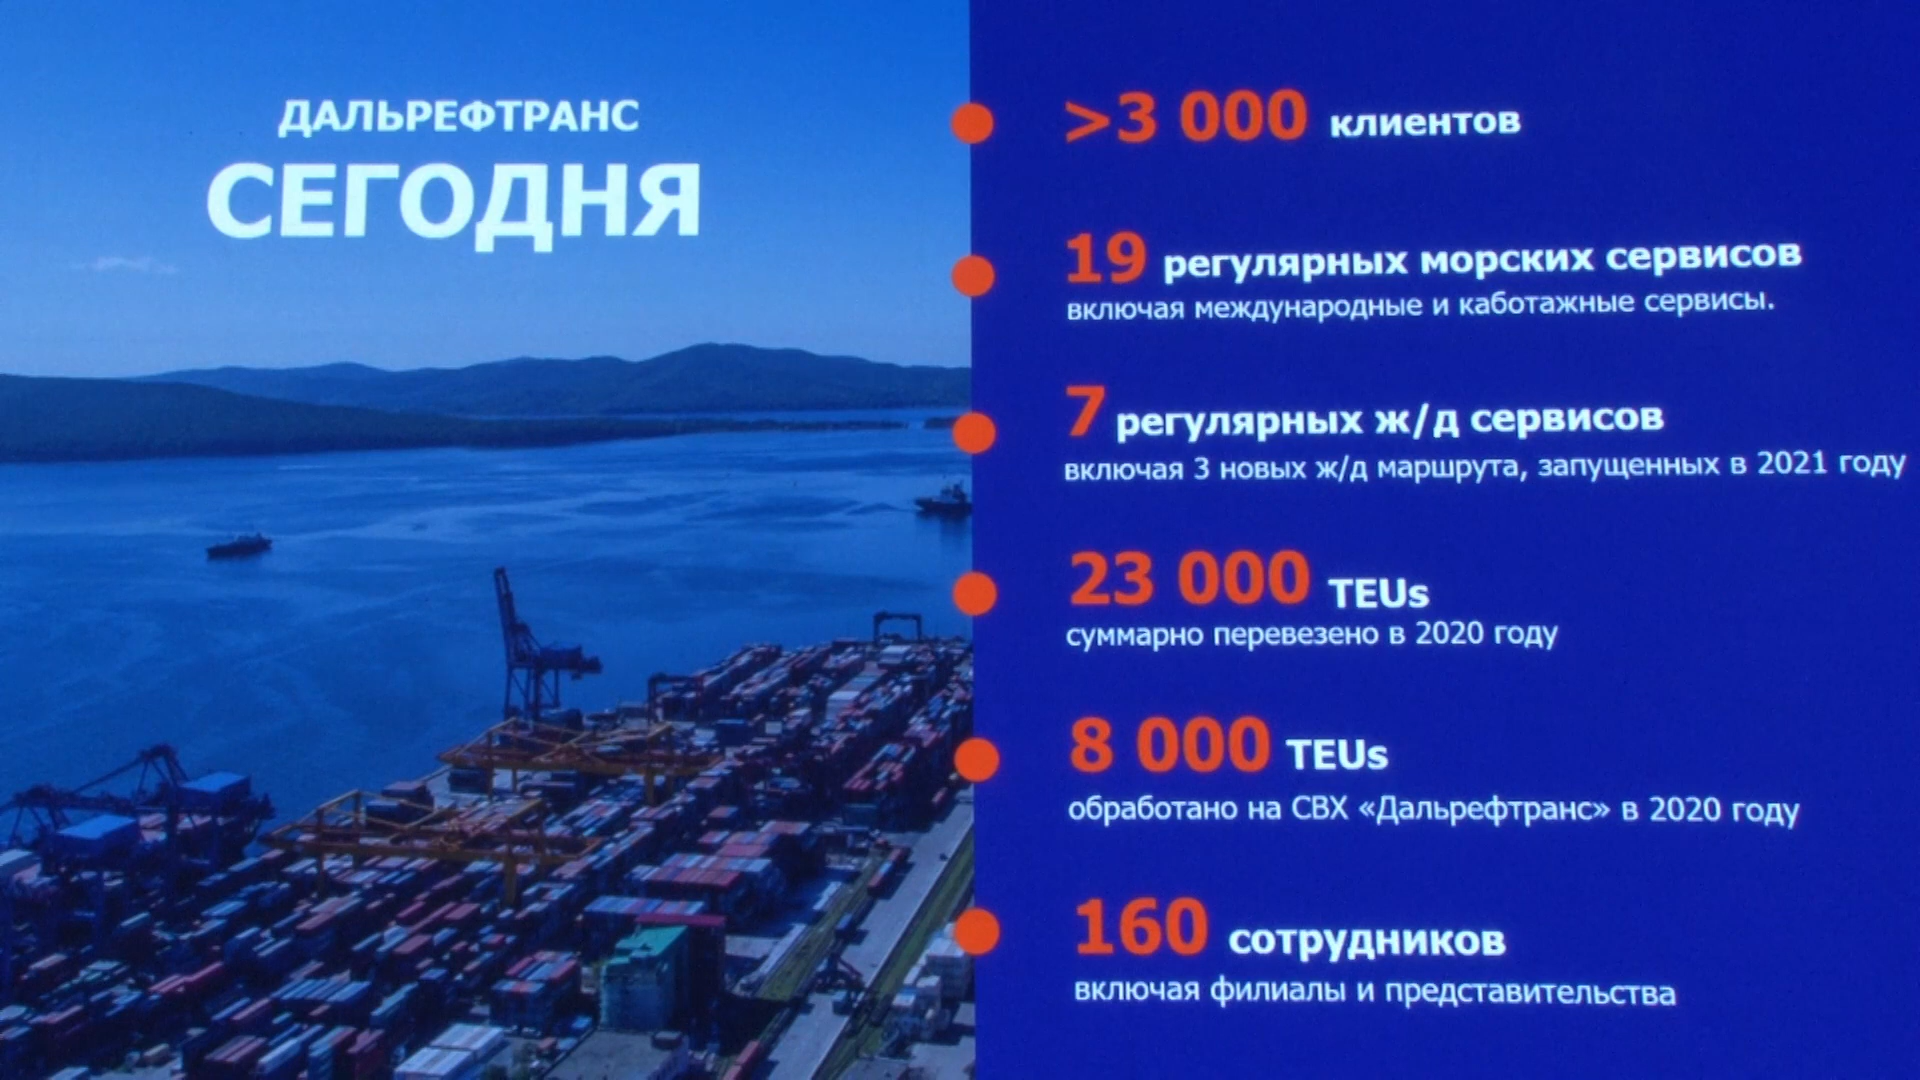 ДАЛЬРЕФТРАНС
СЕГОДНЯ
>3 000 клиентов
19 регулярных морских сервисов
включая международные и каботажные сервисы.
7 регулярных ж/д сервисов
включая 3 новых ж/д маршрута, запущенных в 2021 году
23 000 TEUs
суммарно перевезено в 2020 году
8 000 TEUs
обработано на СВХ «Дальрефтранс» в 2020 году
160 сотрудников
включая филиалы и представительства